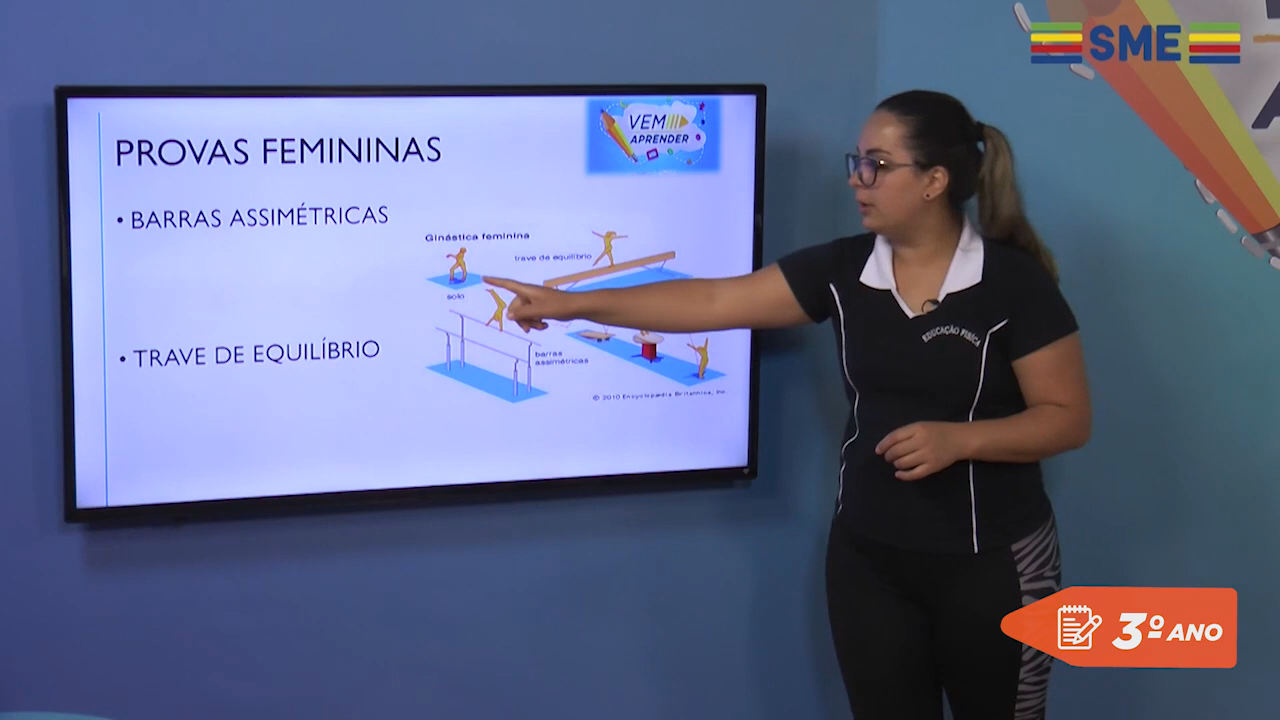 SME
PROVAS FEMININAS
VEM
APRENDER
• BARRAS ASSIMÉTRICAS
Ginástica feminina
trave de equilíbrio
solo
EDUCAÇÃO FÍSICA
• TRAVE DE EQUILÍBRIO
barras
assimétricas
© 2010 Encyclopædia Britannica, Inc.
3º ANO